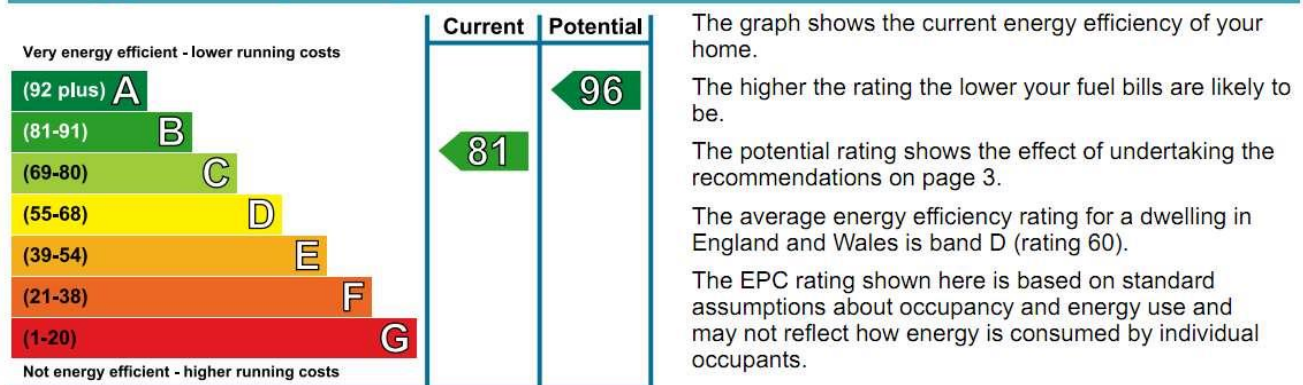 Current Potential
Very energy efficient - lower running costs
(92 plus) A
96
(81-91) B
81
(69-80) C
(55-68) D
(39-54) E
(21-38) F
(1-20) G
Not energy efficient - higher running costs
The graph shows the current energy efficiency of your
home.
The higher the rating the lower your fuel bills are likely to
be.
The potential rating shows the effect of undertaking the
recommendations on page 3.
The average energy efficiency rating for a dwelling in
England and Wales is band D (rating 60).
The EPC rating shown here is based on standard
assumptions about occupancy and energy use and
may not reflect how energy is consumed by individual
occupants.